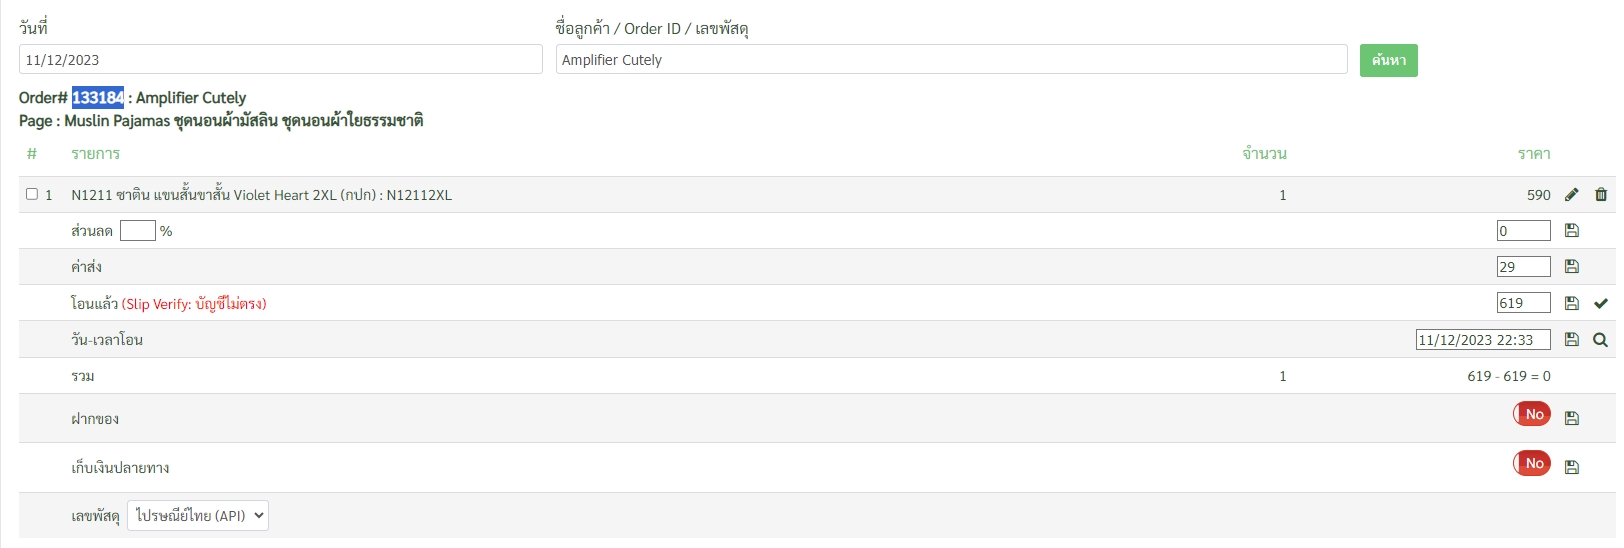 วันที่
ชื่อลูกค้า / Order ID / เลขพัสดุ
11/12/2023
Amplifier Cutely
ค้นหา
Order# 133184 : Amplifier Cutely
Page : Muslin Pajamas ชุดนอนผ้ามัสลิน ชุดนอนผ้าใยธรรมชาติ
# รายการ จำนวน ราคา
1 N1211 ซาติน แขนสั้นขาสั้น Violet Heart 2XL (กปก) : N12112XL 1 590
ส่วนลด % 0
ค่าส่ง 29
โอนแล้ว (Slip Verify: บัญชีไม่ตรง) 619
วัน-เวลาโอน 11/12/2023 22:33
รวม 1 619 - 619 = 0
ฝากของ No
เก็บเงินปลายทาง No
เลขพัสดุ ไปรษณีย์ไทย (API)